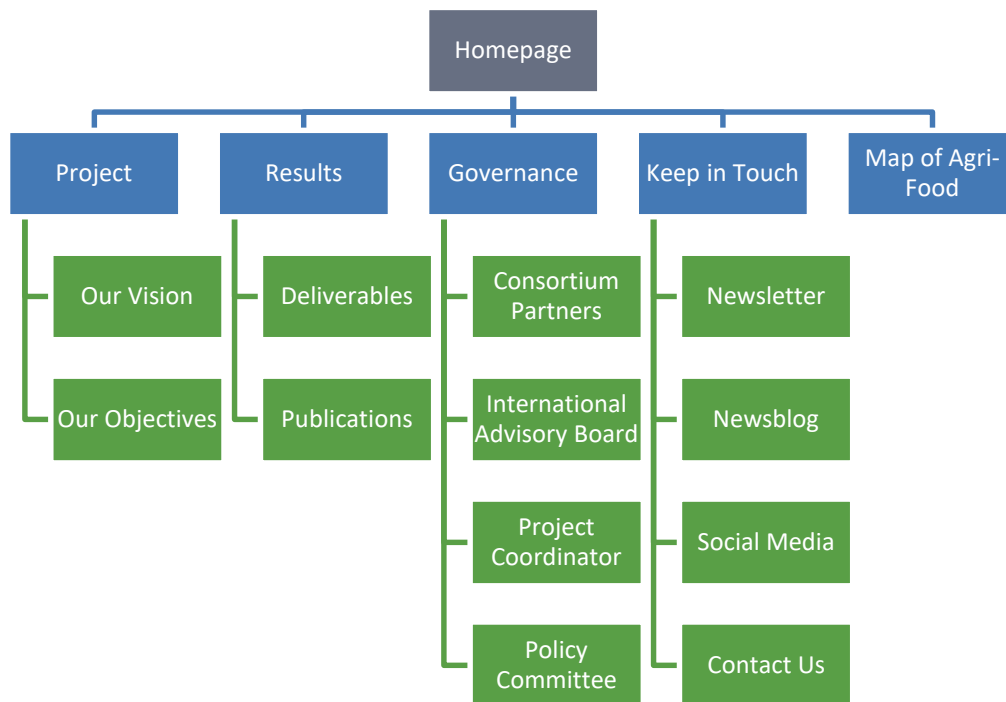 Homepage
Project
Results
Governance
Keep in Touch
Map of Agri-
Food
Our Vision
Our Objectives
Deliverables
Publications
Consortium
Partners
International
Advisory Board
Project
Coordinator
Policy
Committee
Newsletter
Newsblog
Social Media
Contact Us